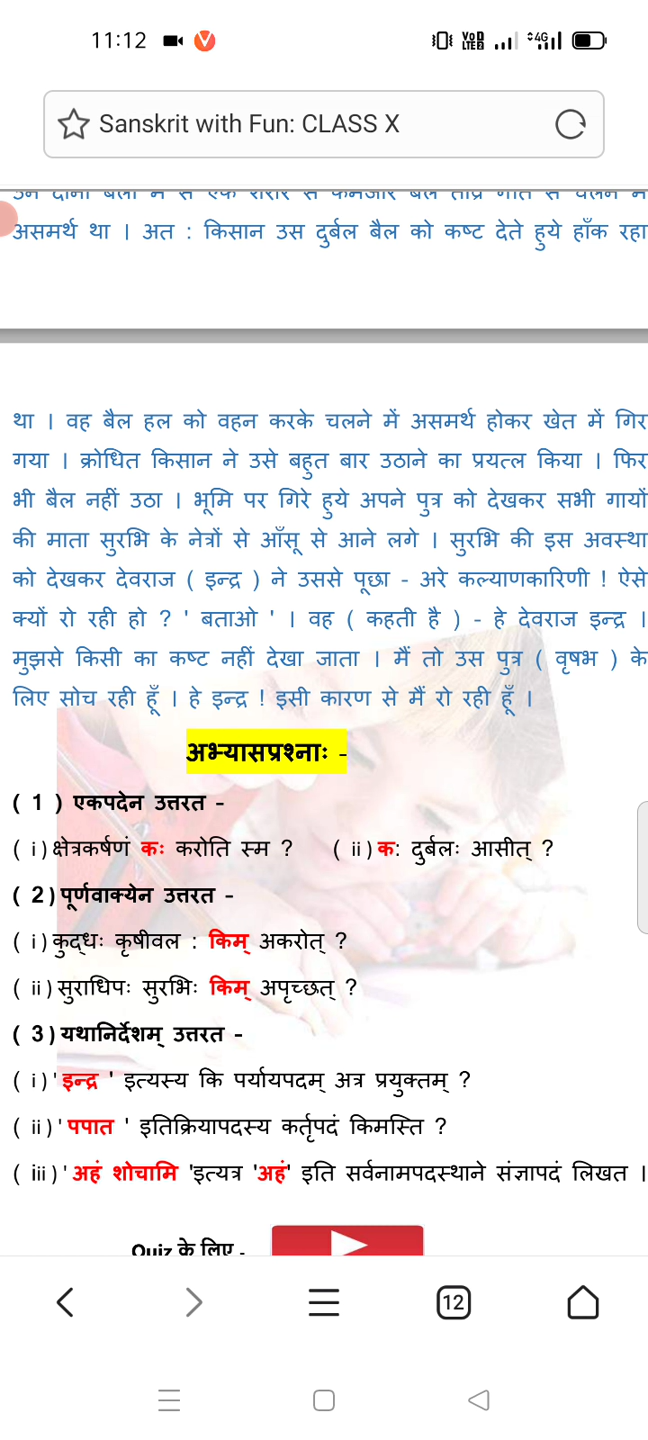 11:12
VoD LTE2 4G
Sanskrit with Fun: CLASS X
असमर्थ था । अत : किसान उस दुर्बल बैल को कष्ट देते हुये हाँक रहा
था । वह बैल हल को वहन करके चलने में असमर्थ होकर खेत में गिर
गया । क्रोधित किसान ने उसे बहुत बार उठाने का प्रयत्ल किया । फिर
भी बैल नहीं उठा । भूमि पर गिरे हुये अपने पुत्र को देखकर सभी गायों
की माता सुरभि के नेत्रों से आँसू से आने लगे । सुरभि की इस अवस्था
को देखकर देवराज ( इन्द्र ) ने उससे पूछा - अरे कल्याणकारिणी ! ऐसे
क्यों रो रही हो ? ' बताओ ' । वह ( कहती है ) - हे देवराज इन्द्र ।
मुझसे किसी का कष्ट नहीं देखा जाता । मैं तो उस पुत्र ( वृषभ ) के
लिए सोच रही हूँ । हे इन्द्र ! इसी कारण से मैं रो रही हूँ ।
अभ्यासप्रश्नाः -
( 1 ) एकपदेन उत्तरत -
( i ) क्षेत्रकर्षणं कः करोति स्म ? ( ii ) क: दुर्बलः आसीत् ?
( 2 ) पूर्णवाक्येन उत्तरत -
( i ) कुद्धः कृषीवल : किम् अकरोत् ?
( ii ) सुराधिपः सुरभिः किम् अपृच्छत् ?
( 3 ) यथानिर्देशम् उत्तरत -
( i ) ' इन्द्र ' इत्यस्य कि पर्यायपदम् अत्र प्रयुक्तम् ?
( ii ) ' पपात ' इतिक्रियापदस्य कर्तृपदं किमस्ति ?
( iii ) ' अहं शोचामि 'इत्यत्र 'अहं' इति सर्वनामपदस्थाने संज्ञापदं लिखत ।
Quiz के लिए -
12